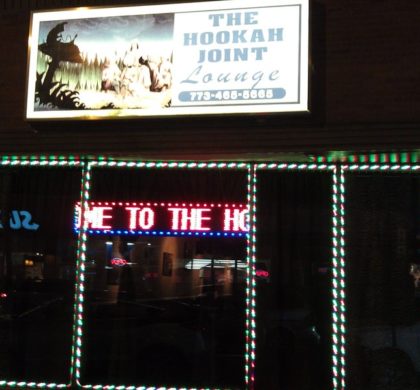 THE
HOOKAH
JOINT
Lounge
773-465-5665
ME TO THE HO